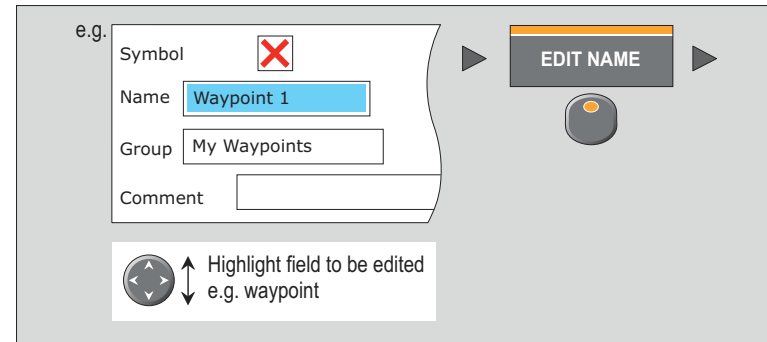 e.g.
Symbol
Name Waypoint 1
Group My Waypoints
Comment
EDIT NAME
Highlight field to be edited
e.g. waypoint